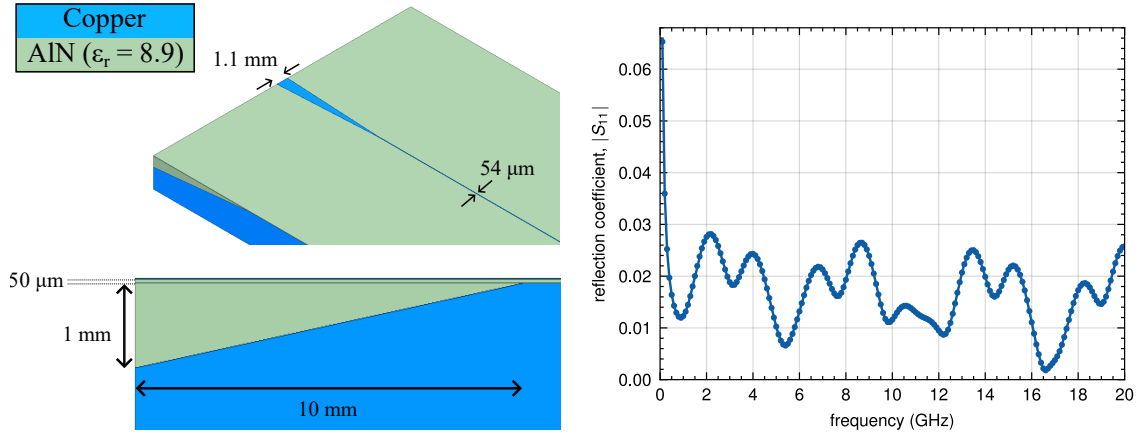 Copper
AlN (εᵣ = 8.9)
1.1 mm
54 μm
50 μm
1 mm
10 mm
reflection coefficient, |S₁₁|
0.06
0.05
0.04
0.03
0.02
0.01
0.00
0 2 4 6 8 10 12 14 16 18 20
frequency (GHz)